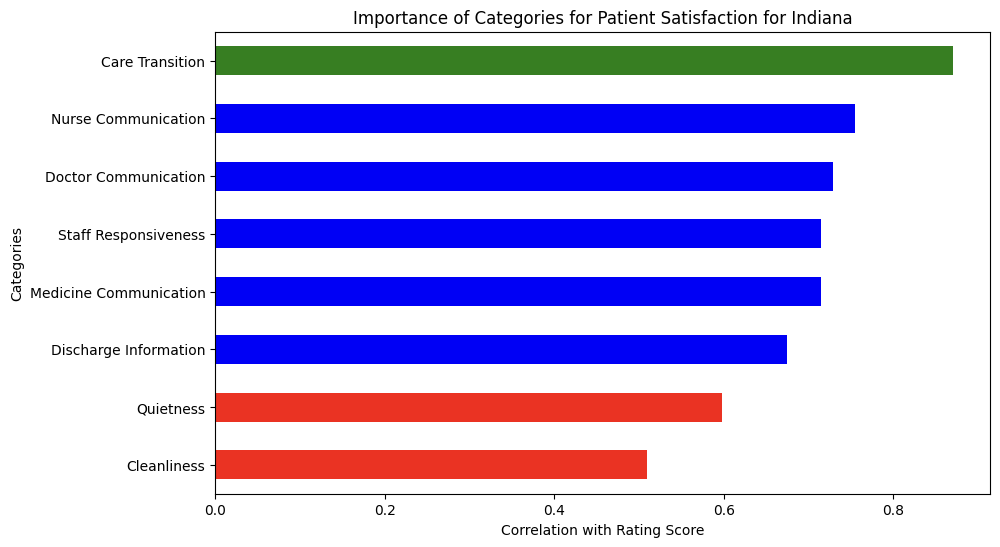 Importance of Categories for Patient Satisfaction for Indiana
Categories
Care Transition
Nurse Communication
Doctor Communication
Staff Responsiveness
Medicine Communication
Discharge Information
Quietness
Cleanliness
0.0 0.2 0.4 0.6 0.8
Correlation with Rating Score